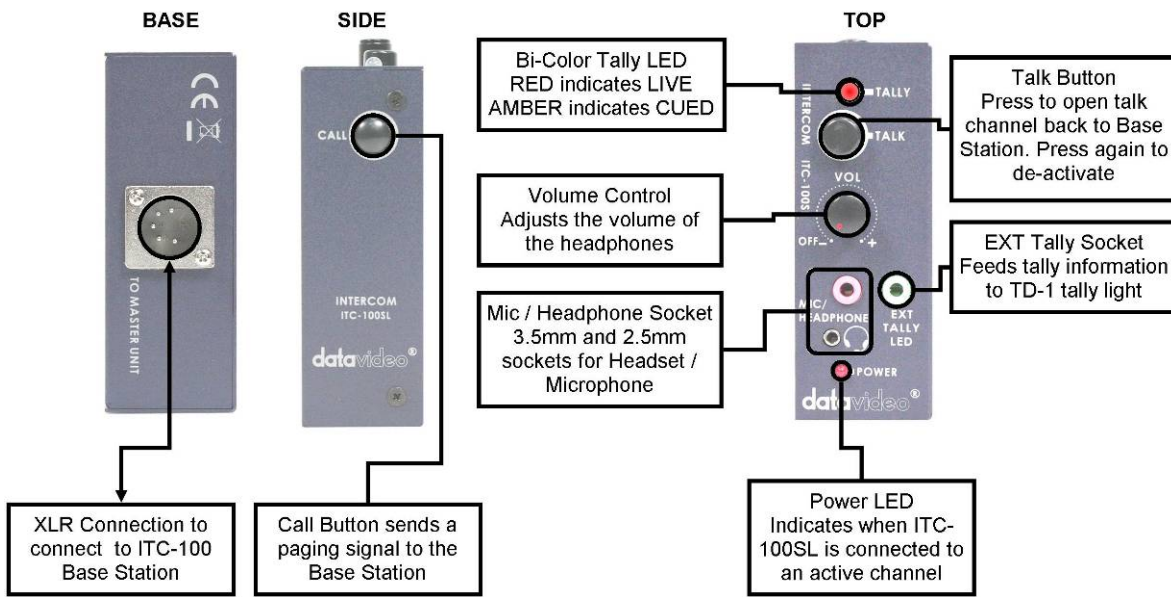 BASE
SIDE
TOP
CE
TO MASTER UNIT
CALL
INTERCOM
ITC-100SL
datavideo®
Bi-Color Tally LED
RED indicates LIVE
AMBER indicates CUED
Volume Control
Adjusts the volume of
the headphones
Mic / Headphone Socket
3.5mm and 2.5mm
sockets for Headset /
Microphone
TALLY
TALK
INTERCOM ITC-100SL
VOL
OFF – • • +
MIC/
HEADPHONE
EXT
TALLY
LED
POWER
datavideo®
Talk Button
Press to open talk
channel back to Base
Station. Press again to
de-activate
EXT Tally Socket
Feeds tally information
to TD-1 tally light
XLR Connection to
connect to ITC-100
Base Station
Call Button sends a
paging signal to the
Base Station
Power LED
Indicates when ITC-
100SL is connected to
an active channel